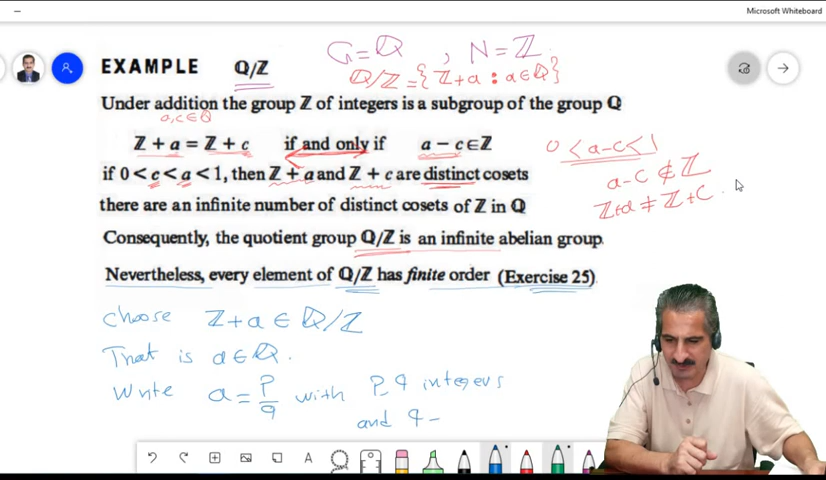 Microsoft Whiteboard
EXAMPLE Q/Z
G=ℚ , N=ℤ.
ℚ/ℤ={ℤ+a : a∈ℚ}
Under addition the group Z of integers is a subgroup of the group Q
a,c∈ℚ
Z + a = Z + c if and only if a − c∈Z
0<a-c<1
if 0 < c < a < 1, then Z + a and Z + c are distinct cosets
a-c∉ℤ
there are an infinite number of distinct cosets of Z in Q
ℤ+a≠ℤ+c.
Consequently, the quotient group Q/Z is an infinite abelian group.
Nevertheless, every element of Q/Z has finite order (Exercise 25)
choose ℤ+a∈ℚ/ℤ
That is a∈ℚ.
Write a=p/q with p,q integers
and q